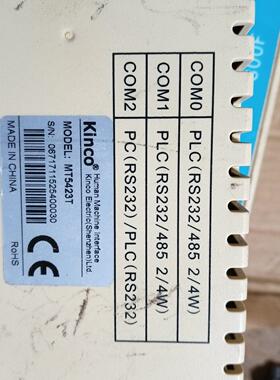 Kinco®
Human Machine Interface
Kinco Electric(Shenzhen)Ltd.
MODEL: MT5423T
S/N: 0671711525400030
MADE IN CHINA
CE
RoHS
COM0 PLC (RS232/485 2/4W)
COM1 PLC (RS232/485 2/4W)
COM2 PC (RS232) /PLC (RS232)